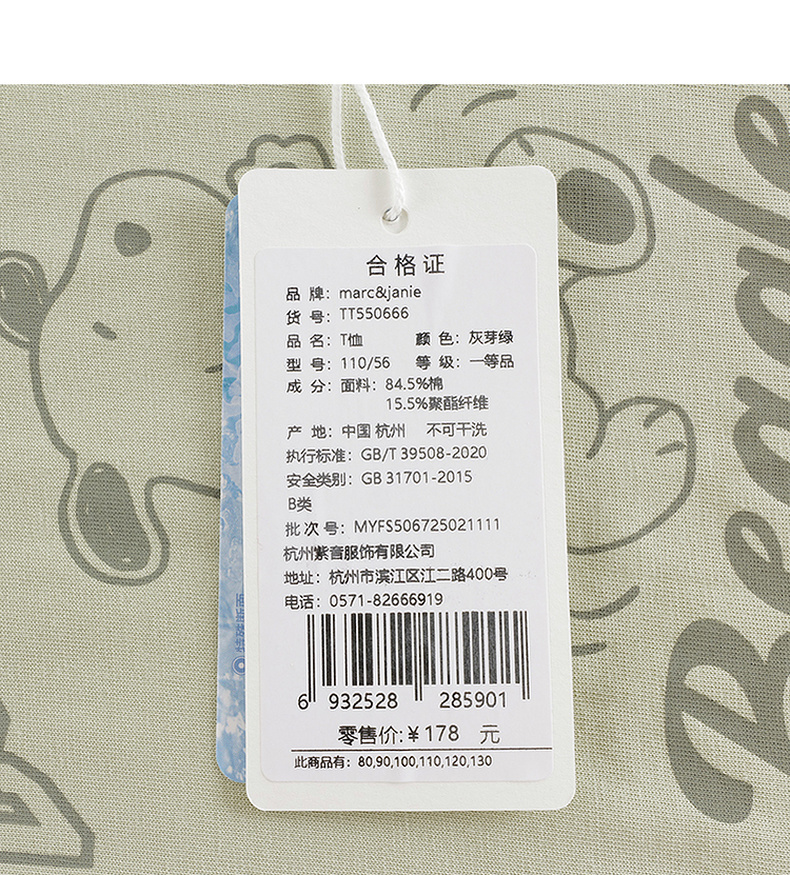 合格证
品 牌：marc&janie
货 号：TT550666
品 名：T恤 颜 色：灰芽绿
型 号：110/56 等 级：一等品
成 分：面料：84.5%棉
15.5%聚酯纤维
产 地：中国 杭州 不可干洗
执行标准：GB/T 39508-2020
安全类别：GB 31701-2015
B类
批 次 号：MYFS506725021111
杭州紫音服饰有限公司
地址：杭州市滨江区江二路400号
电话：0571-82666919
6 932528 285901
零售价:￥178 元
此商品有：80,90,100,110,120,130
Beagle